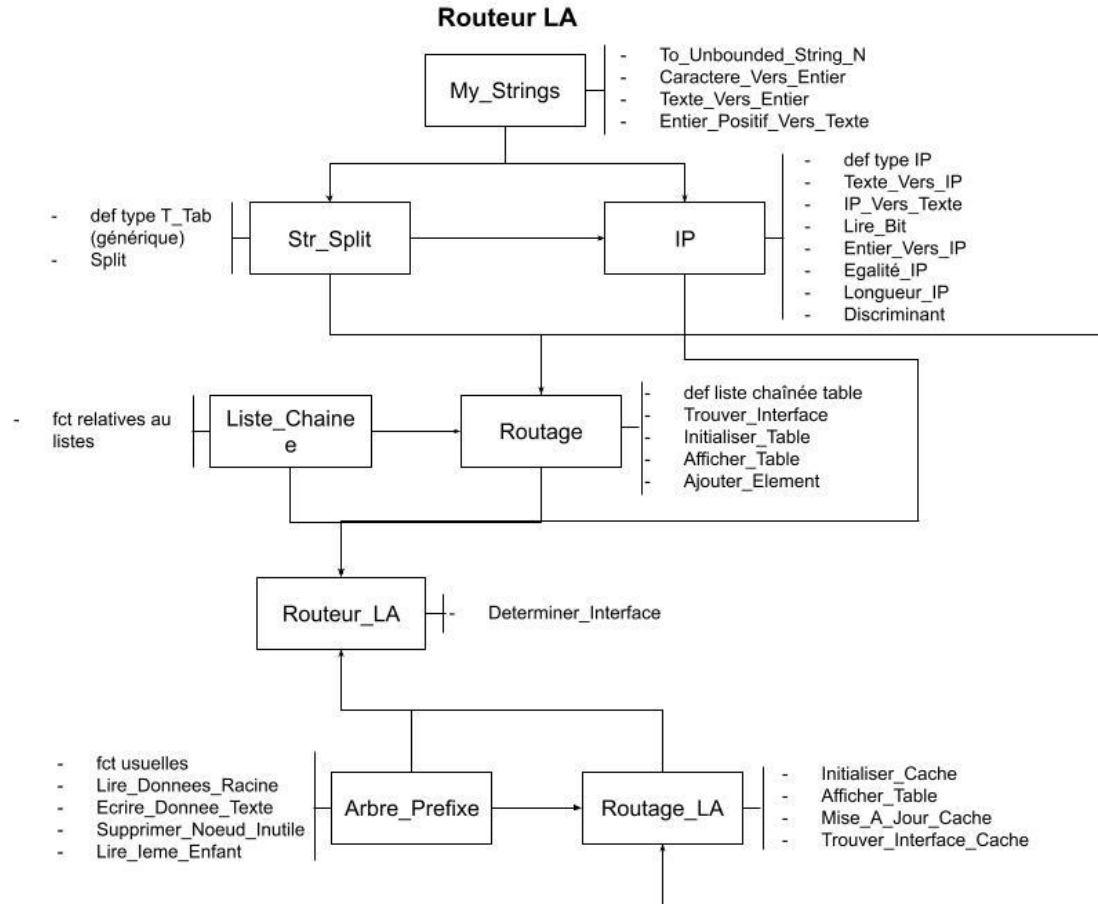 Routeur LA
My_Strings
- To_Unbounded_String_N
- Caractere_Vers_Entier
- Texte_Vers_Entier
- Entier_Positif_Vers_Texte
- def type T_Tab
(générique)
- Split
Str_Split
IP
- def type IP
- Texte_Vers_IP
- IP_Vers_Texte
- Lire_Bit
- Entier_Vers_IP
- Egalité_IP
- Longueur_IP
- Discriminant
- fct relatives au
listes
Liste_Chaine
e
Routage
- def liste chaînée table
- Trouver_Interface
- Initialiser_Table
- Afficher_Table
- Ajouter_Element
Routeur_LA
- Determiner_Interface
- fct usuelles
- Lire_Donnees_Racine
- Ecrire_Donnee_Texte
- Supprimer_Noeud_Inutile
- Lire_Ieme_Enfant
Arbre_Prefixe
Routage_LA
- Initialiser_Cache
- Afficher_Table
- Mise_A_Jour_Cache
- Trouver_Interface_Cache